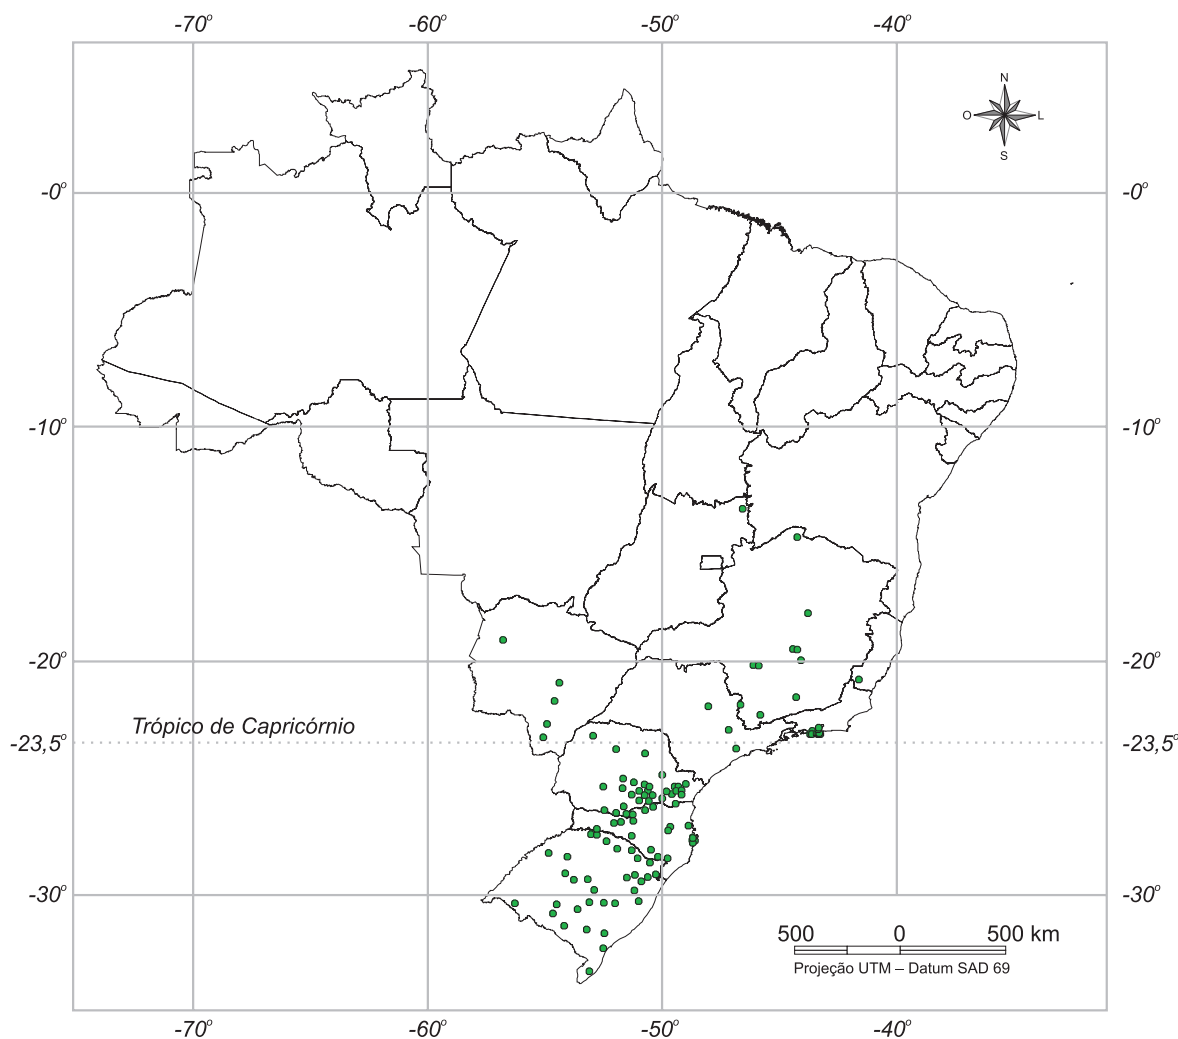 -70º -60º -50º -40º
N
O L
S
-0º -0º
-10º -10º
-20º -20º
Trópico de Capricórnio
-23,5º -23,5º
-30º -30º
500 0 500 km
Projeção UTM – Datum SAD 69
-70º -60º -50º -40º